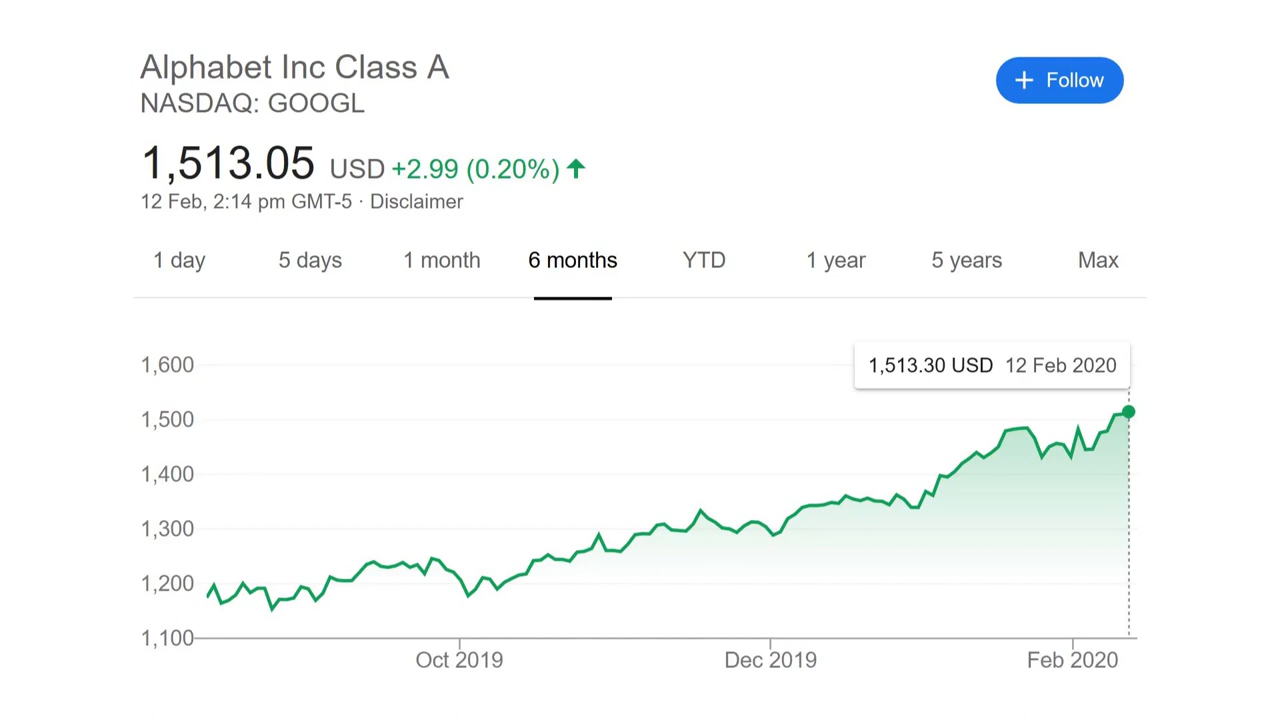 Alphabet Inc Class A
+ Follow
NASDAQ: GOOGL
1,513.05 USD +2.99 (0.20%) ↑
12 Feb, 2:14 pm GMT-5 · Disclaimer
1 day 5 days 1 month 6 months YTD 1 year 5 years Max
1,513.30 USD 12 Feb 2020
1,600
1,500
1,400
1,300
1,200
1,100
Oct 2019 Dec 2019 Feb 2020